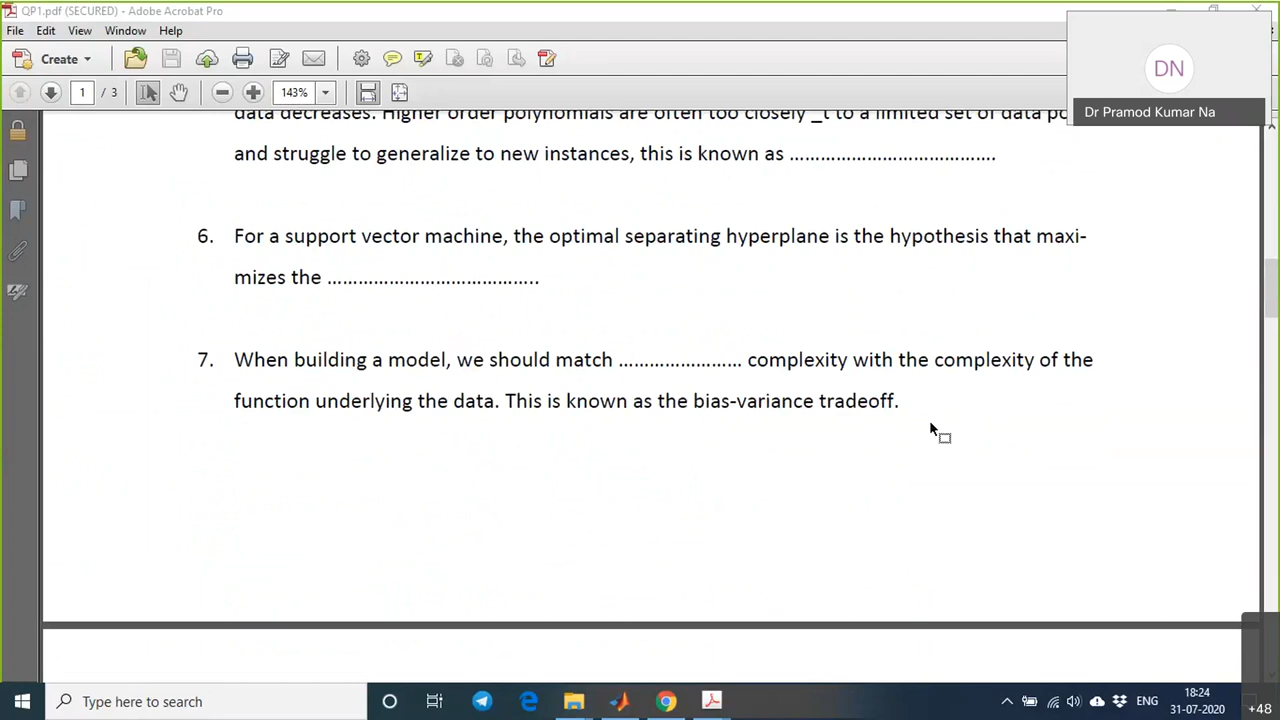 QP1.pdf (SECURED) - Adobe Acrobat Pro
File Edit View Window Help
Create
1 / 3 143%
DN
Dr Pramod Kumar Na
data decreases. Higher order polynomials are often too closely _t to a limited set of data
and struggle to generalize to new instances, this is known as ………………………………….
6. For a support vector machine, the optimal separating hyperplane is the hypothesis that maxi-
mizes the …………………………………..
7. When building a model, we should match …………………… complexity with the complexity of the
function underlying the data. This is known as the bias-variance tradeoff.
Type here to search
ENG
18:24
31-07-2020
+48